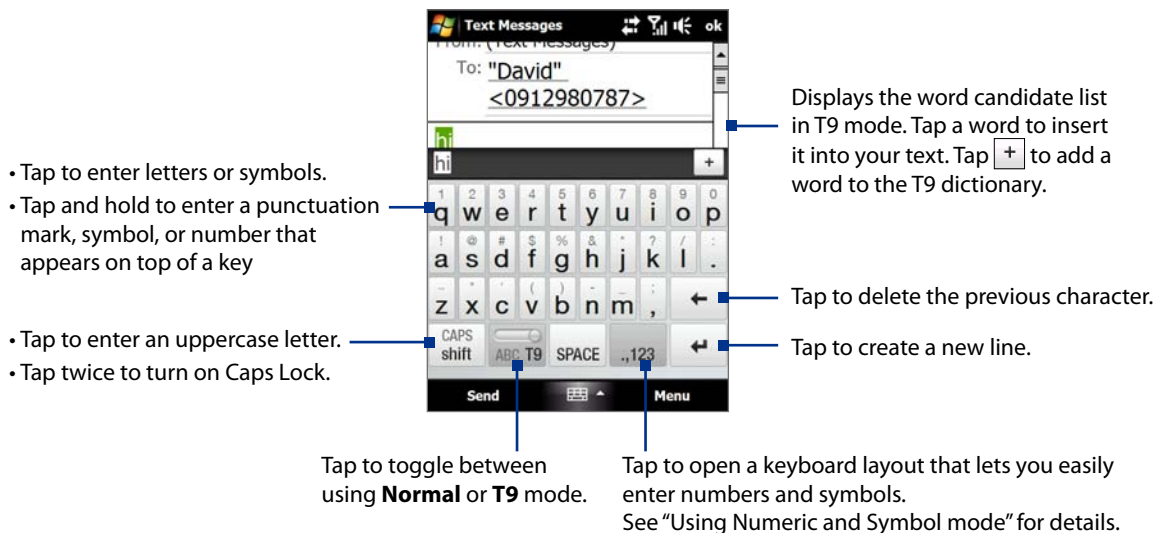 Text Messages ok
From: (Text Messages)
To: "David"
<0912980787>
hi
hi +
1 2 3 4 5 6 7 8 9 0
q w e r t y u i o p
! @ # $ % & ? / :
a s d f g h j k l .
- ( ) - _ ;
z x c v b n m ,
CAPS
shift ABC T9 SPACE .,123
Send Menu
• Tap to enter letters or symbols.
• Tap and hold to enter a punctuation
mark, symbol, or number that
appears on top of a key
• Tap to enter an uppercase letter.
• Tap twice to turn on Caps Lock.
Displays the word candidate list
in T9 mode. Tap a word to insert
it into your text. Tap + to add a
word to the T9 dictionary.
Tap to delete the previous character.
Tap to create a new line.
Tap to toggle between
using Normal or T9 mode.
Tap to open a keyboard layout that lets you easily
enter numbers and symbols.
See “Using Numeric and Symbol mode” for details.